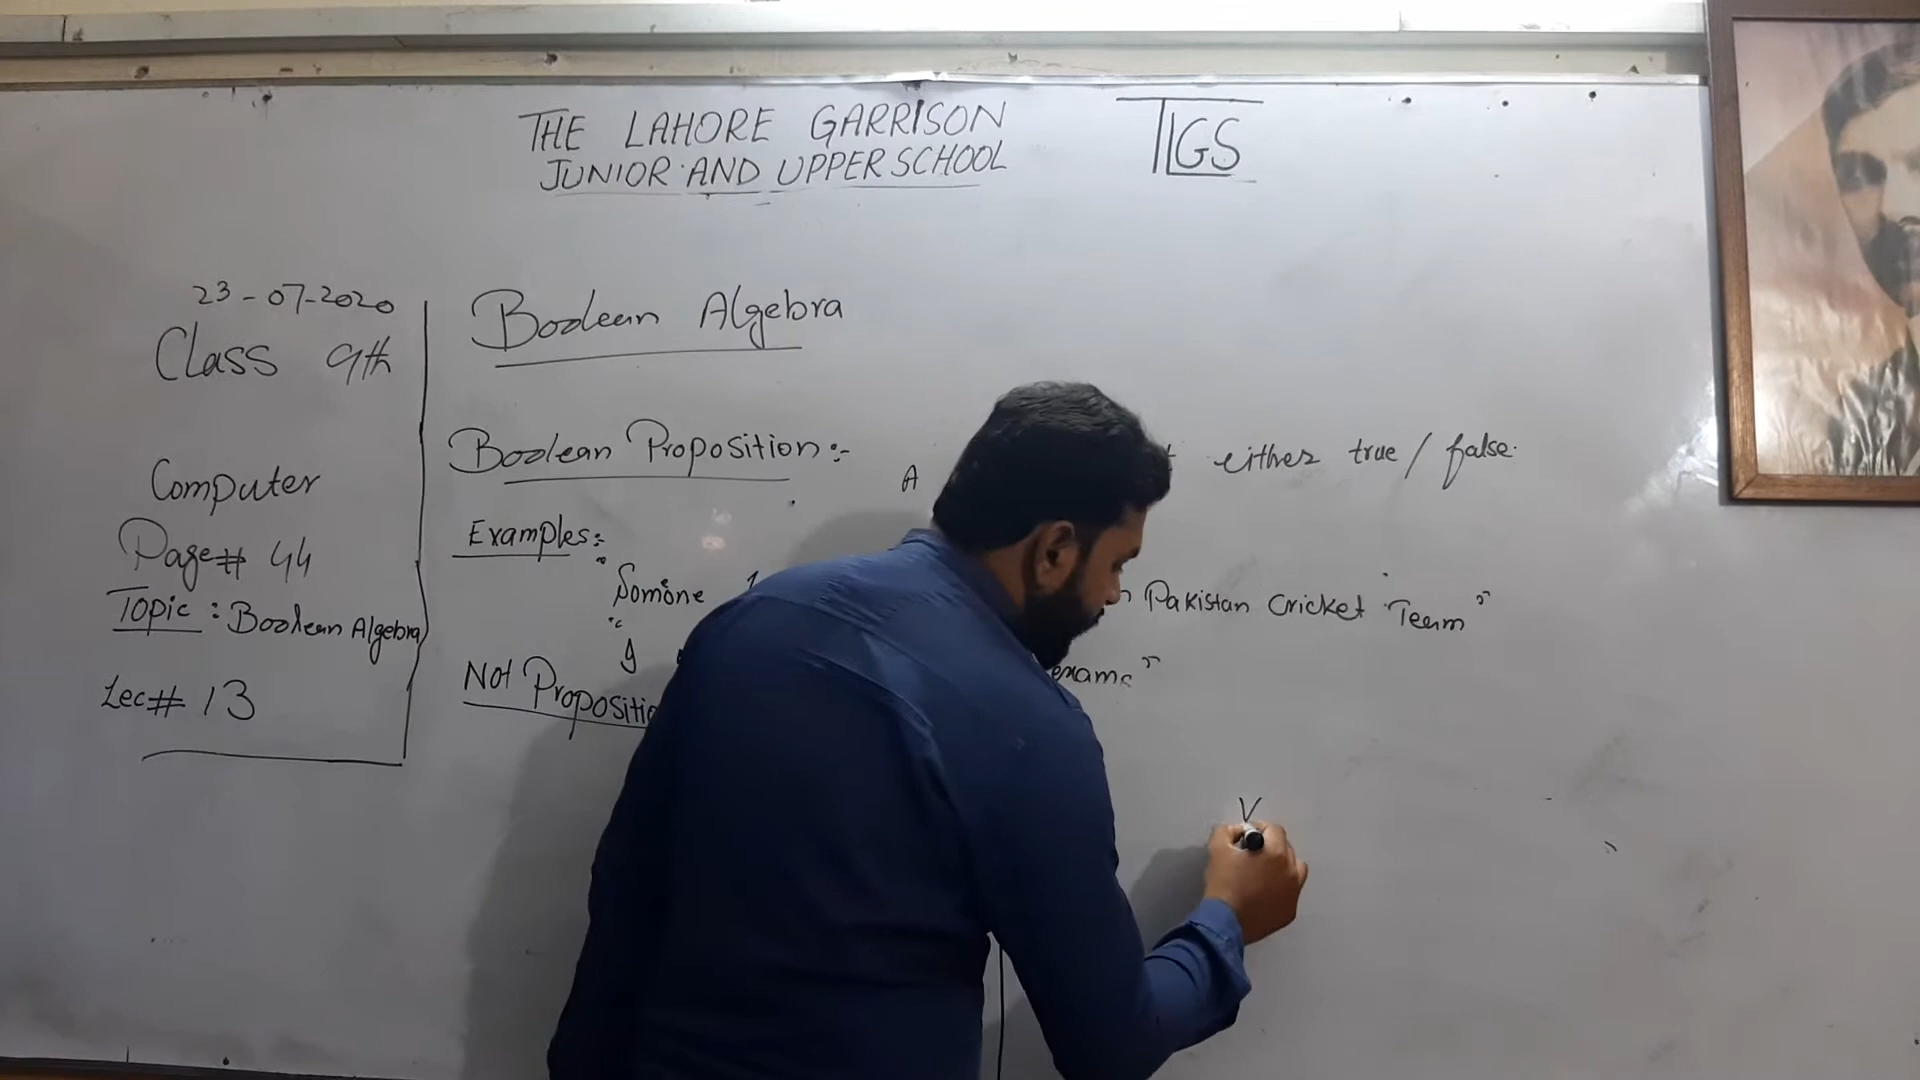 THE LAHORE GARRISON
JUNIOR AND UPPER SCHOOL
TLGS
23-07-2020
Class 9th
Computer
Page# 44
Topic : Boolean Algebra
Lec# 13
Boolean Algebra
Boolean Proposition:-
A either true / false.
Examples:
"Somone Pakistan Cricket Team"
"I exams"
Not Propositio
V